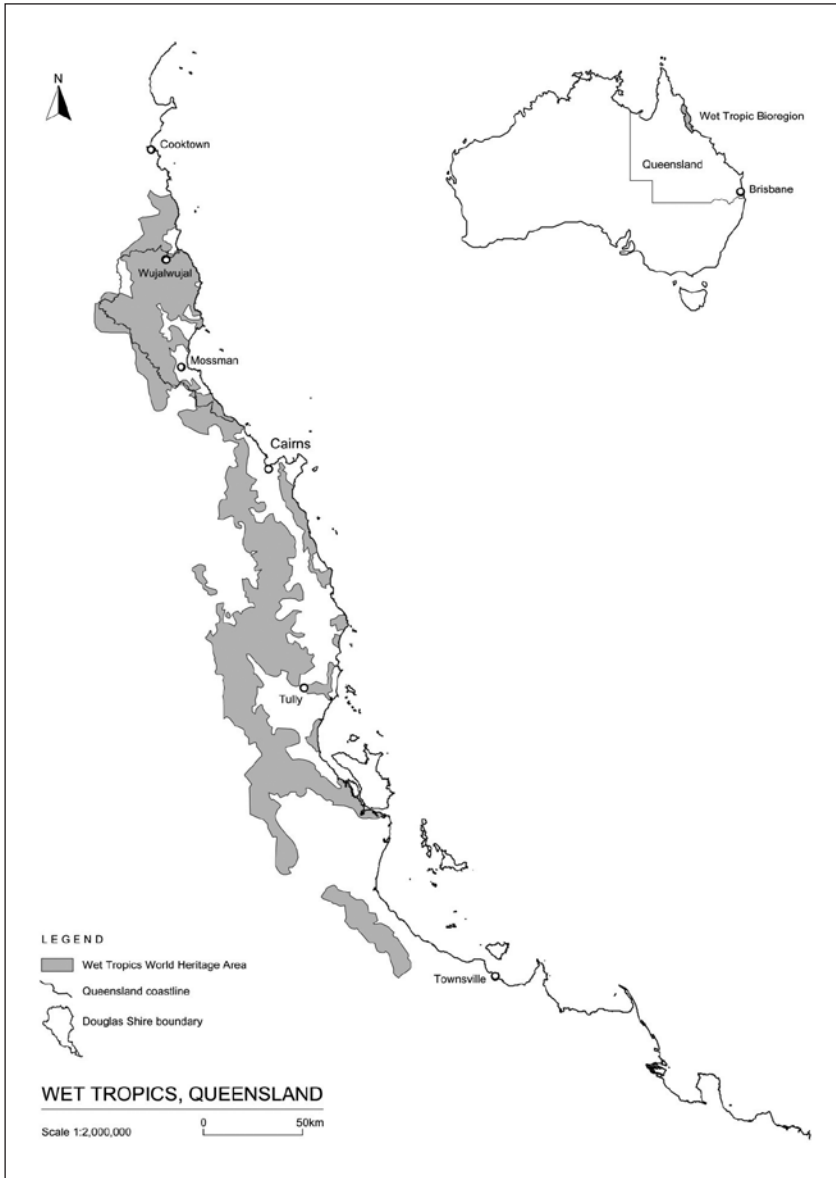 N
Cooktown
Wet Tropic Bioregion
Queensland
Brisbane
Wujalwujal
Mossman
Cairns
Tully
Townsville
LEGEND
Wet Tropics World Heritage Area
Queensland coastline
Douglas Shire boundary
WET TROPICS, QUEENSLAND
Scale 1:2,000,000
0 50km